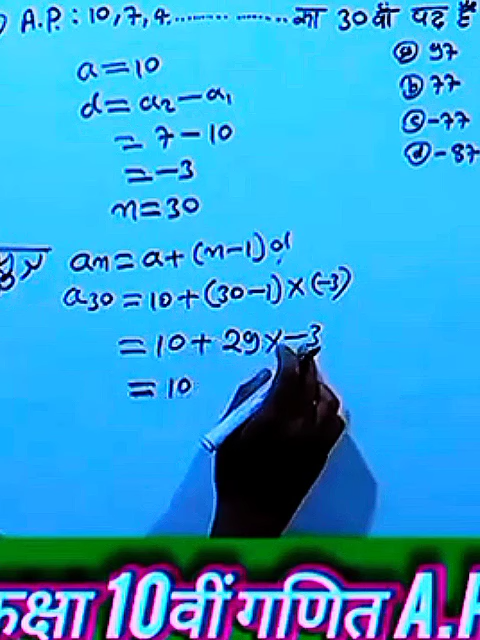 A.P. : 10, 7, 4.................... का 30 वाँ पद है
(a) 97
(b) 77
(c) -77
(d) -87
a = 10
d = a₂ - a₁
= 7 - 10
= -3
n = 30
an = a + (n-1) d
a30 = 10 + (30-1) × (-3)
= 10 + 29 × -3
= 10
कक्षा 10वीं गणित A.P